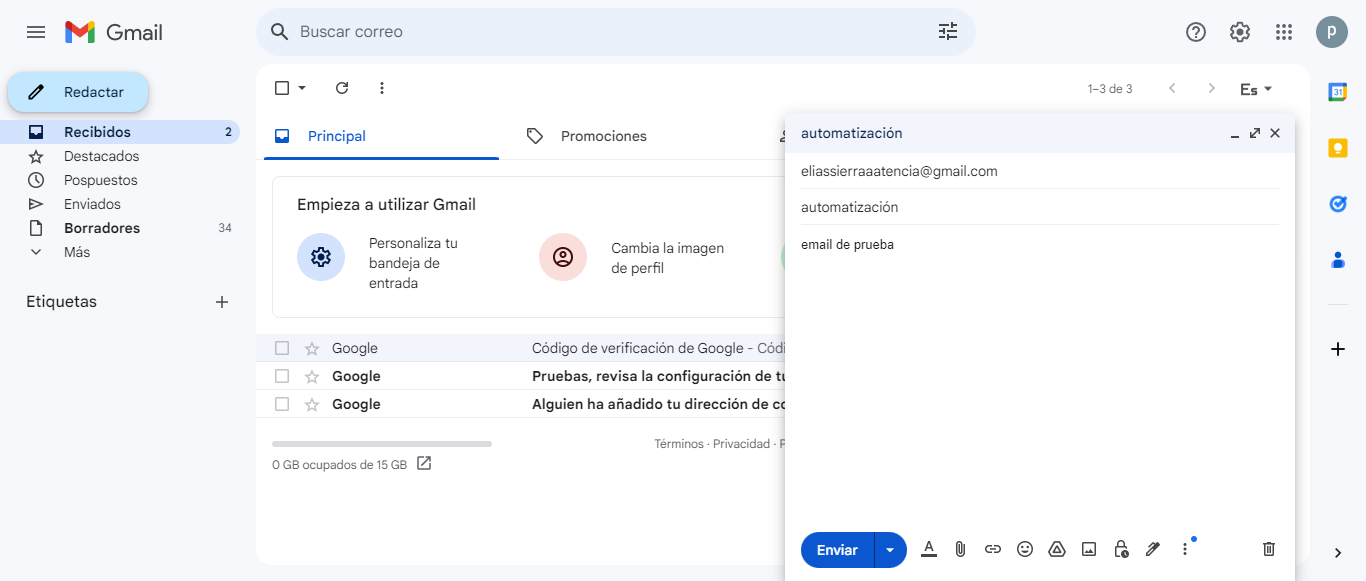 Gmail
Buscar correo
P
Redactar
Recibidos 2
Destacados
Pospuestos
Enviados
Borradores 34
Más
Etiquetas
1–3 de 3
Es
Principal
Promociones
Empieza a utilizar Gmail
Personaliza tu
bandeja de
entrada
Cambia la imagen
de perfil
Google Código de verificación de Google - Códi
Google Pruebas, revisa la configuración de tu
Google Alguien ha añadido tu dirección de co
Términos · Privacidad · P
0 GB ocupados de 15 GB
automatización
eliassierraaatencia@gmail.com
automatización
email de prueba
Enviar
A
31